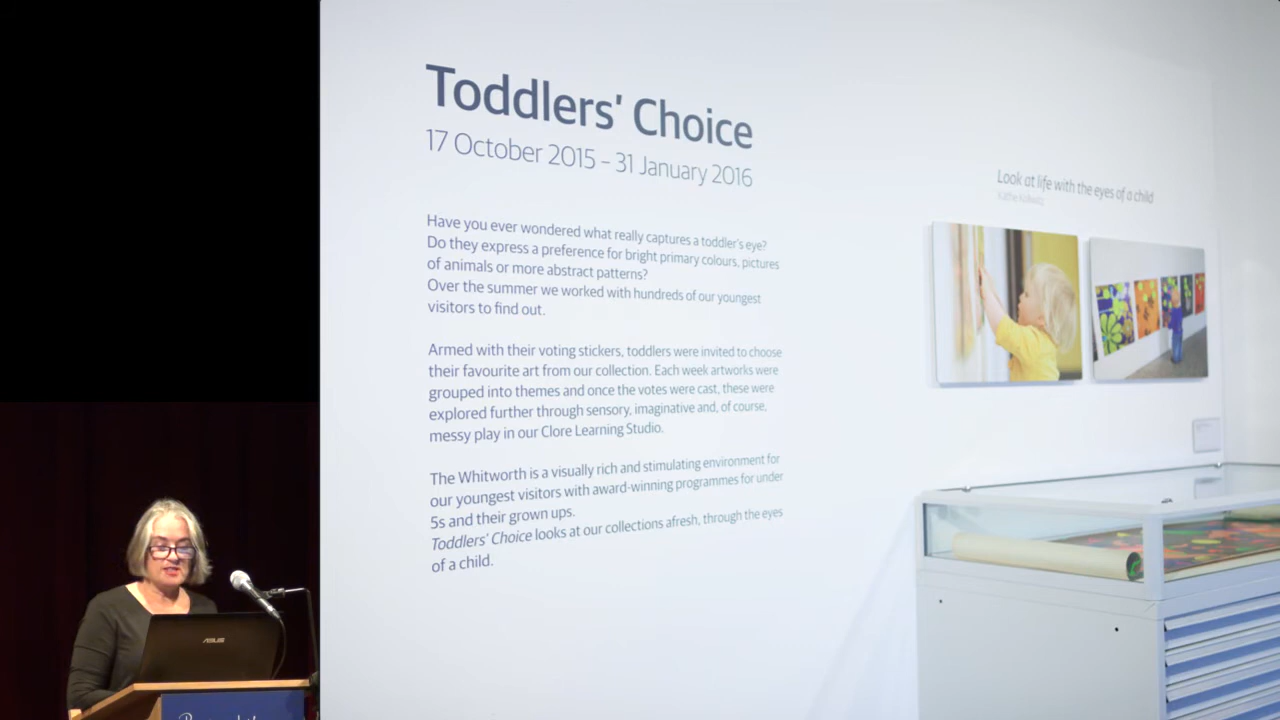 Toddlers' Choice
17 October 2015 – 31 January 2016
Have you ever wondered what really captures a toddler's eye?
Do they express a preference for bright primary colours, pictures
of animals or more abstract patterns?
Over the summer we worked with hundreds of our youngest
visitors to find out.
Armed with their voting stickers, toddlers were invited to choose
their favourite art from our collection. Each week artworks were
grouped into themes and once the votes were cast, these were
explored further through sensory, imaginative and, of course,
messy play in our Clore Learning Studio.
The Whitworth is a visually rich and stimulating environment for
our youngest visitors with award-winning programmes for under
5s and their grown ups.
Toddlers' Choice looks at our collections afresh, through the eyes
of a child.
Look at life with the eyes of a child
Kathe Kollwitz
ASUS